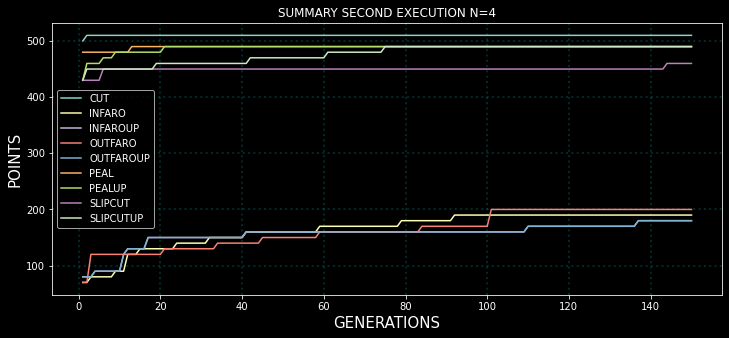 SUMMARY SECOND EXECUTION N=4
500
400
300
200
100
POINTS
CUT
INFARO
INFAROUP
OUTFARO
OUTFAROUP
PEAL
PEALUP
SLIPCUT
SLIPCUTUP
0 20 40 60 80 100 120 140
GENERATIONS